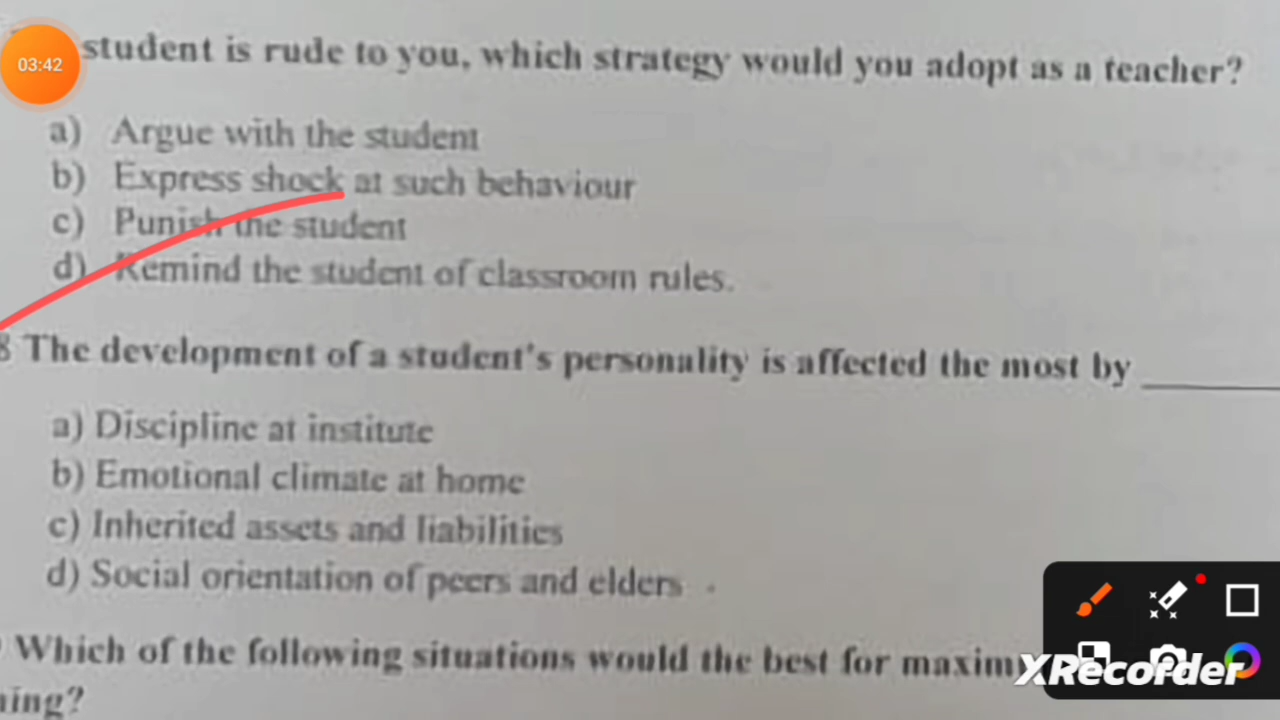 03:42
student is rude to you, which strategy would you adopt as a teacher?
a) Argue with the student
b) Express shock at such behaviour
c) Punish the student
d) Remind the student of classroom rules.
8 The development of a student's personality is affected the most by ________
a) Discipline at institute
b) Emotional climate at home
c) Inherited assets and liabilities
d) Social orientation of peers and elders
Which of the following situations would the best for
XRecorder